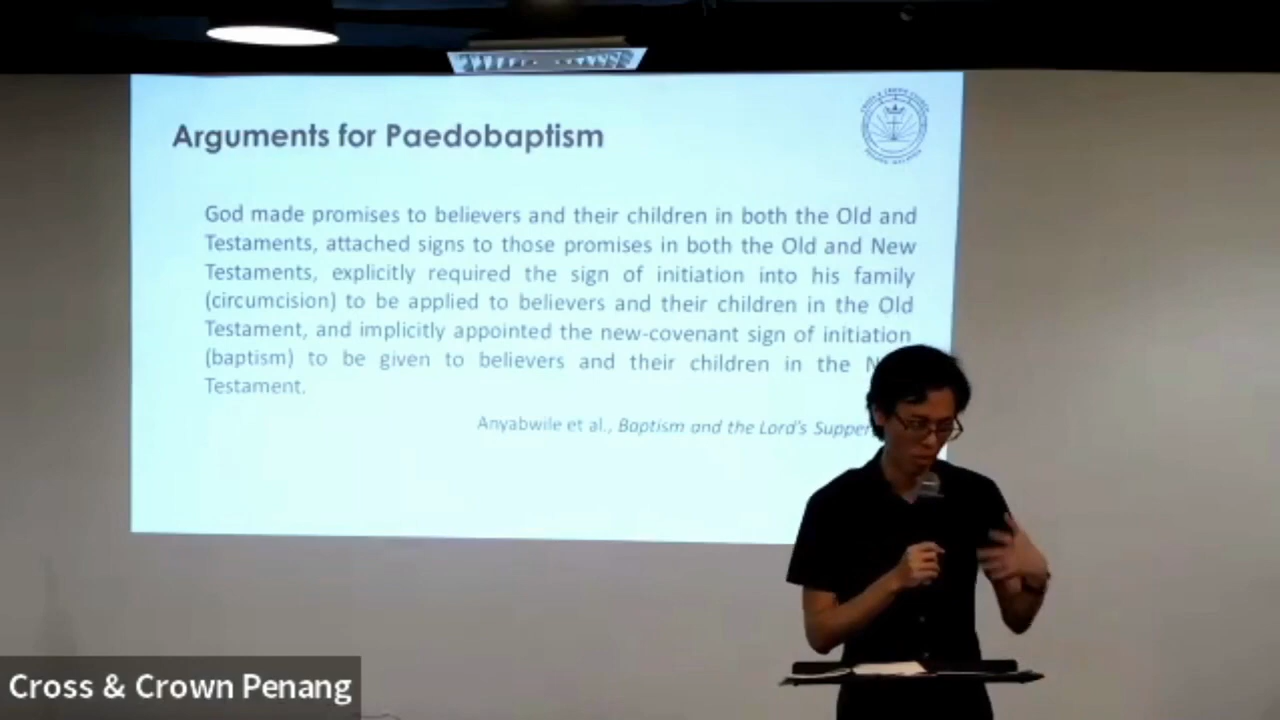 Arguments for Paedobaptism
CROSS & CROWN CHURCH
God made promises to believers and their children in both the Old and
Testaments, attached signs to those promises in both the Old and New
Testaments, explicitly required the sign of initiation into his family
(circumcision) to be applied to believers and their children in the Old
Testament, and implicitly appointed the new-covenant sign of initiation
(baptism) to be given to believers and their children in the
Testament.
Anyabwile et al., Baptism and the Lord's Supper
Cross & Crown Penang